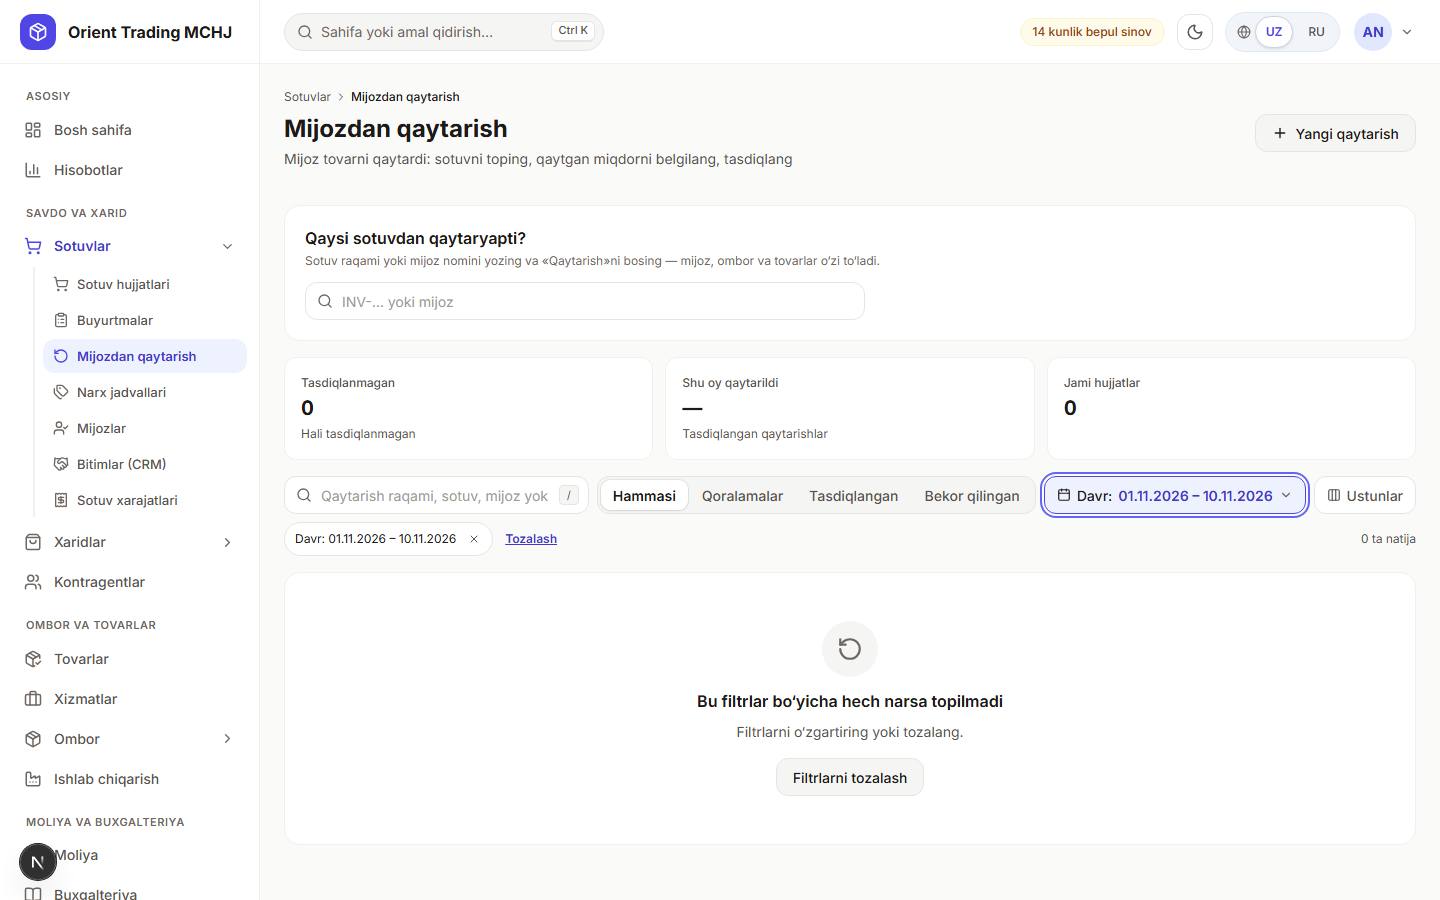 Orient Trading MCHJ
Sahifa yoki amal qidirish...
Ctrl K
14 kunlik bepul sinov
UZ
RU
AN
ASOSIY
Bosh sahifa
Hisobotlar
SAVDO VA XARID
Sotuvlar
Sotuv hujjatlari
Buyurtmalar
Mijozdan qaytarish
Narx jadvallari
Mijozlar
Bitimlar (CRM)
Sotuv xarajatlari
Xaridlar
Kontragentlar
OMBOR VA TOVARLAR
Tovarlar
Xizmatlar
Ombor
Ishlab chiqarish
MOLIYA VA BUXGALTERIYA
Moliya
Buxgalteriya
N
Sotuvlar > Mijozdan qaytarish
Mijozdan qaytarish
Mijoz tovarni qaytardi: sotuvni toping, qaytgan miqdorni belgilang, tasdiqlang
Yangi qaytarish
Qaysi sotuvdan qaytaryapti?
Sotuv raqami yoki mijoz nomini yozing va «Qaytarish»ni bosing — mijoz, ombor va tovarlar o‘zi to‘ladi.
INV-... yoki mijoz
Tasdiqlanmagan
0
Hali tasdiqlanmagan
Shu oy qaytarildi
—
Tasdiqlangan qaytarishlar
Jami hujjatlar
0
Qaytarish raqami, sotuv, mijoz yok
/
Hammasi
Qoralamalar
Tasdiqlangan
Bekor qilingan
Davr: 01.11.2026 – 10.11.2026
Ustunlar
Davr: 01.11.2026 – 10.11.2026
Tozalash
0 ta natija
Bu filtrlar bo‘yicha hech narsa topilmadi
Filtrlarni o‘zgartiring yoki tozalang.
Filtrlarni tozalash